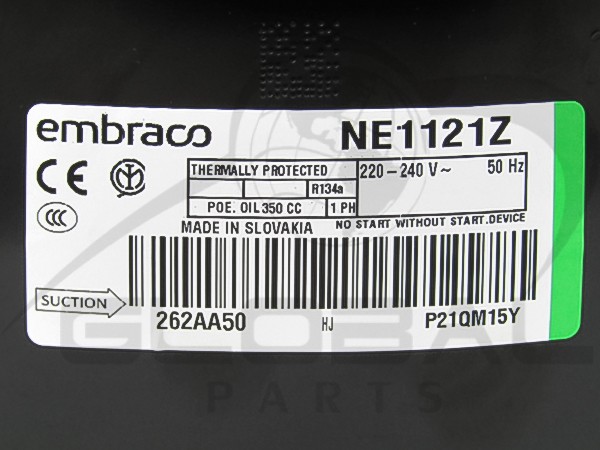 embraco NE1121Z
CE
THERMALLY PROTECTED 220-240 V~ 50 Hz
R134a
POE. OIL 350 CC 1 PH
CCC
MADE IN SLOVAKIA NO START WITHOUT START.DEVICE
SUCTION
262AA50 HJ P21QM15Y
GLOBAL
PARTS